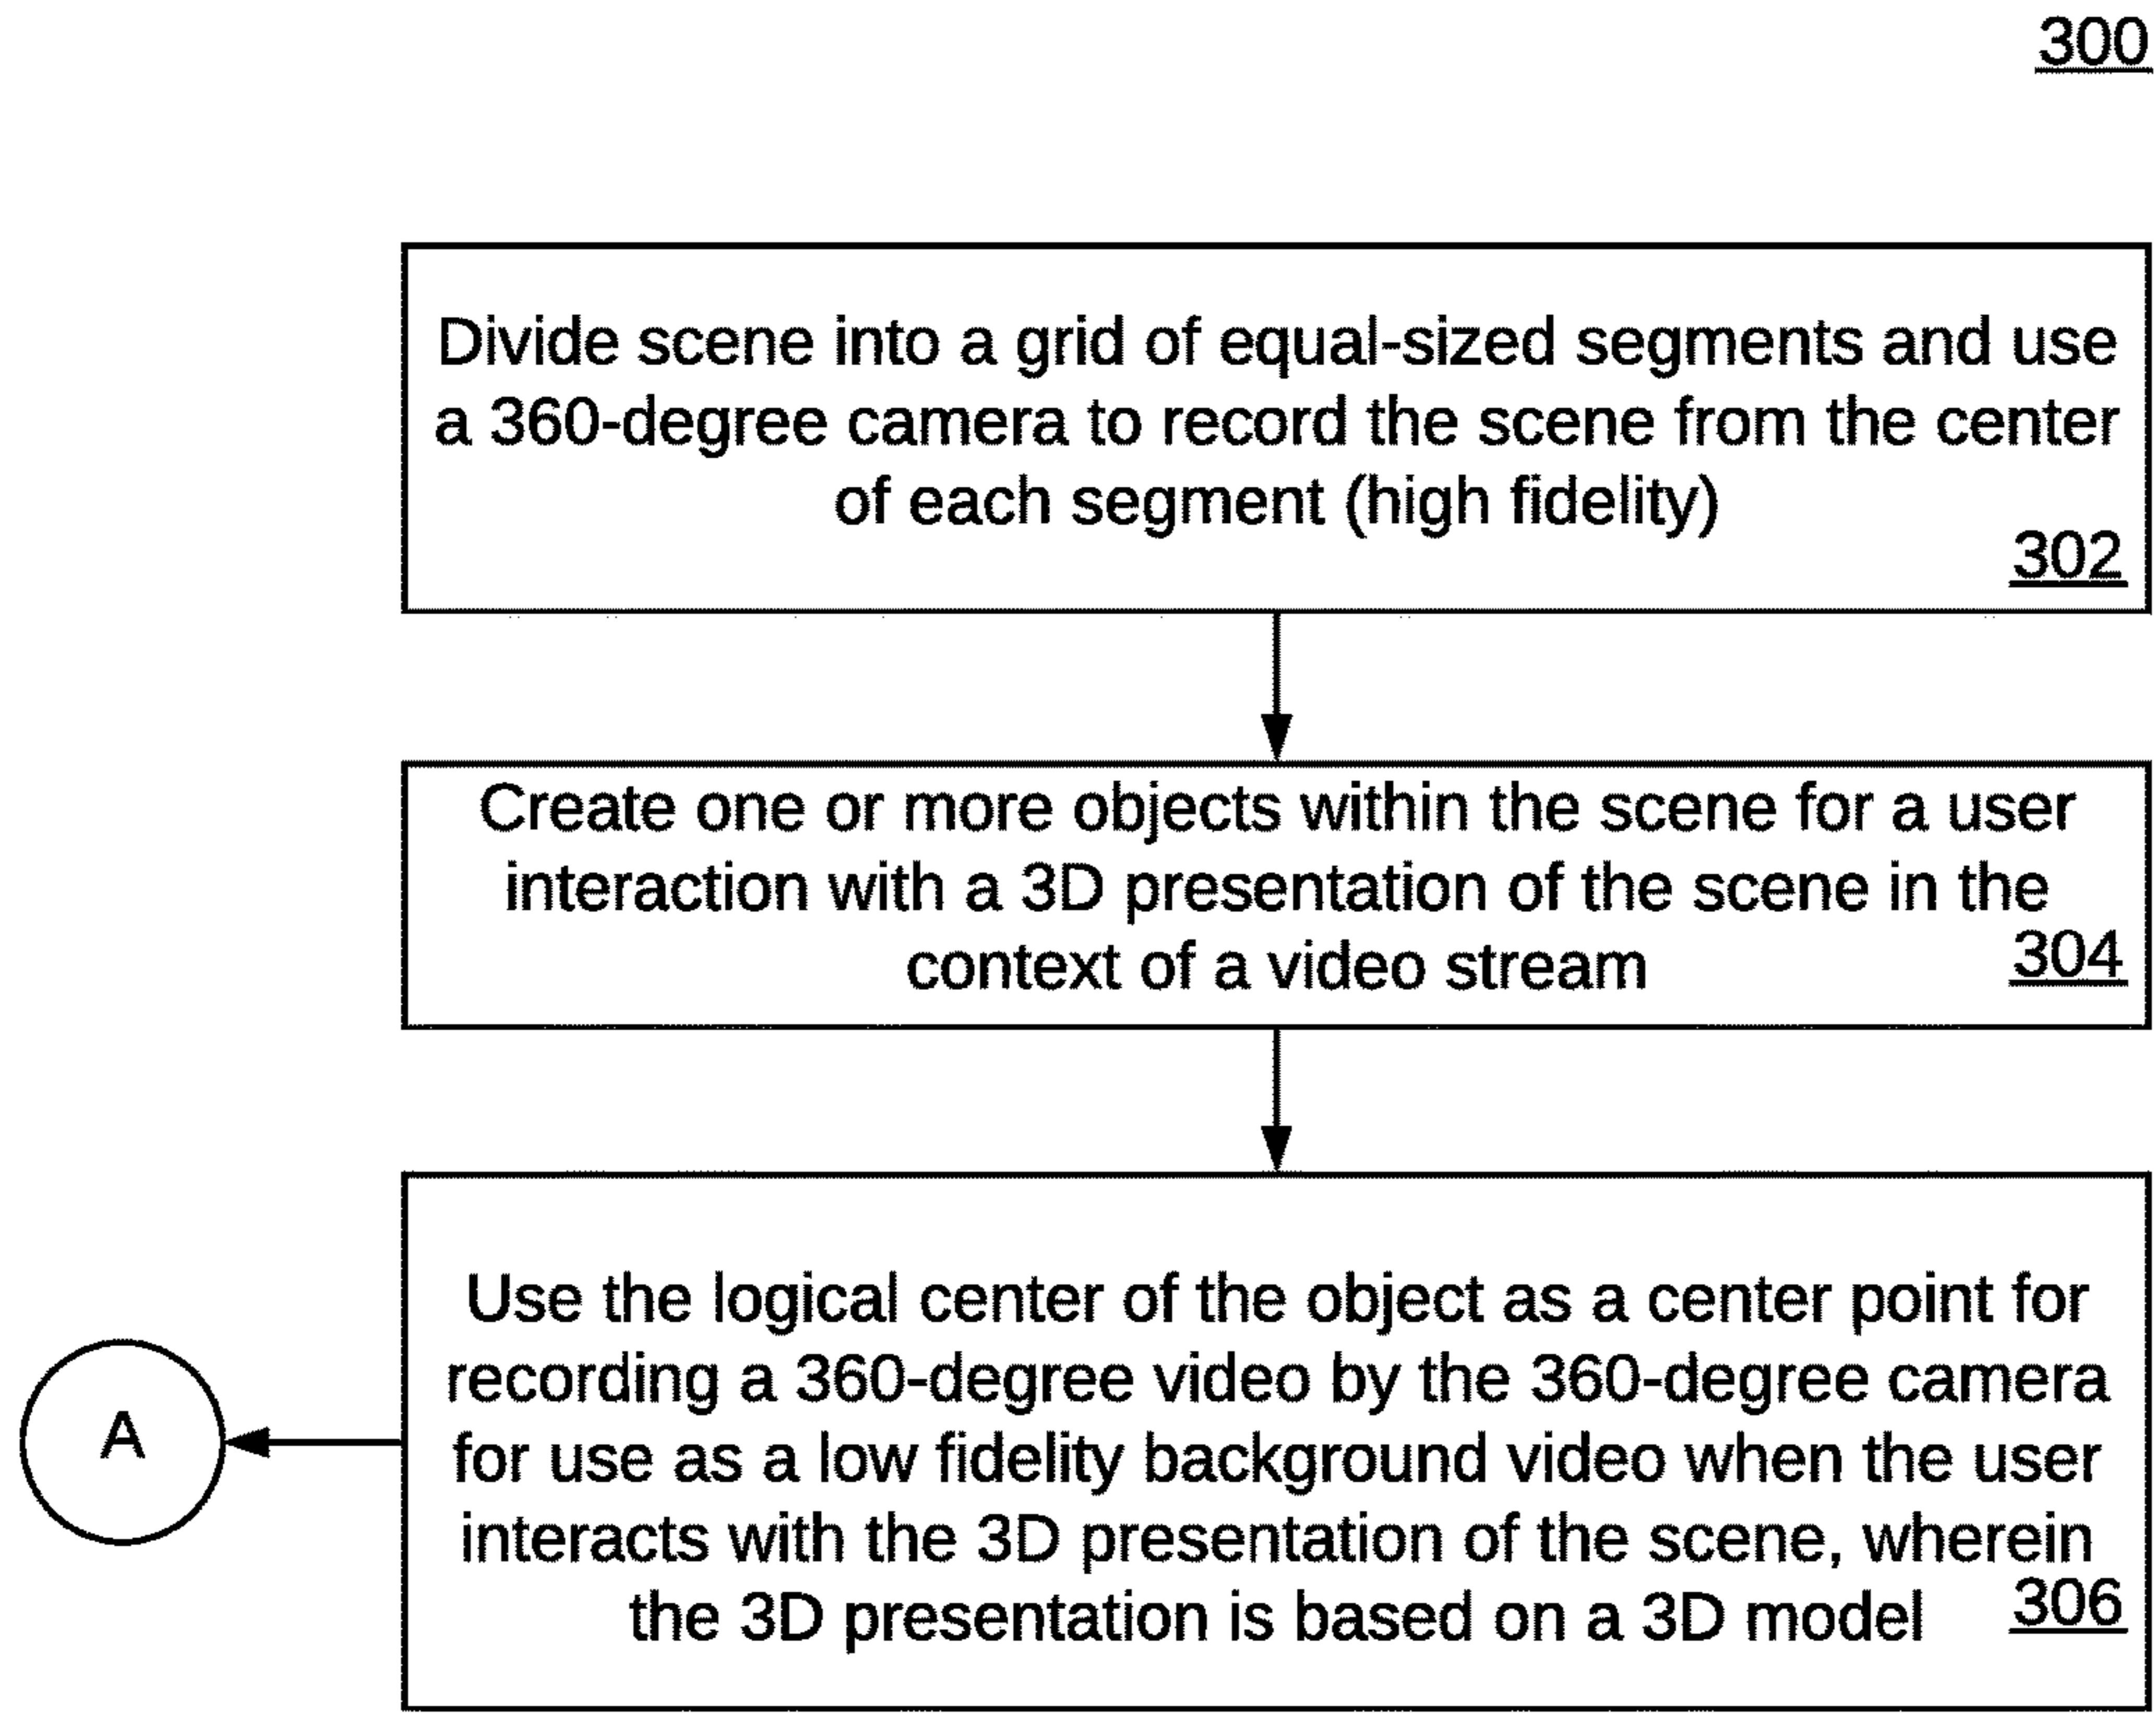 300
Divide scene into a grid of equal-sized segments and use
a 360-degree camera to record the scene from the center
of each segment (high fidelity)
302
Create one or more objects within the scene for a user
interaction with a 3D presentation of the scene in the
context of a video stream
304
Use the logical center of the object as a center point for
recording a 360-degree video by the 360-degree camera
for use as a low fidelity background video when the user
interacts with the 3D presentation of the scene, wherein
the 3D presentation is based on a 3D model
306
A